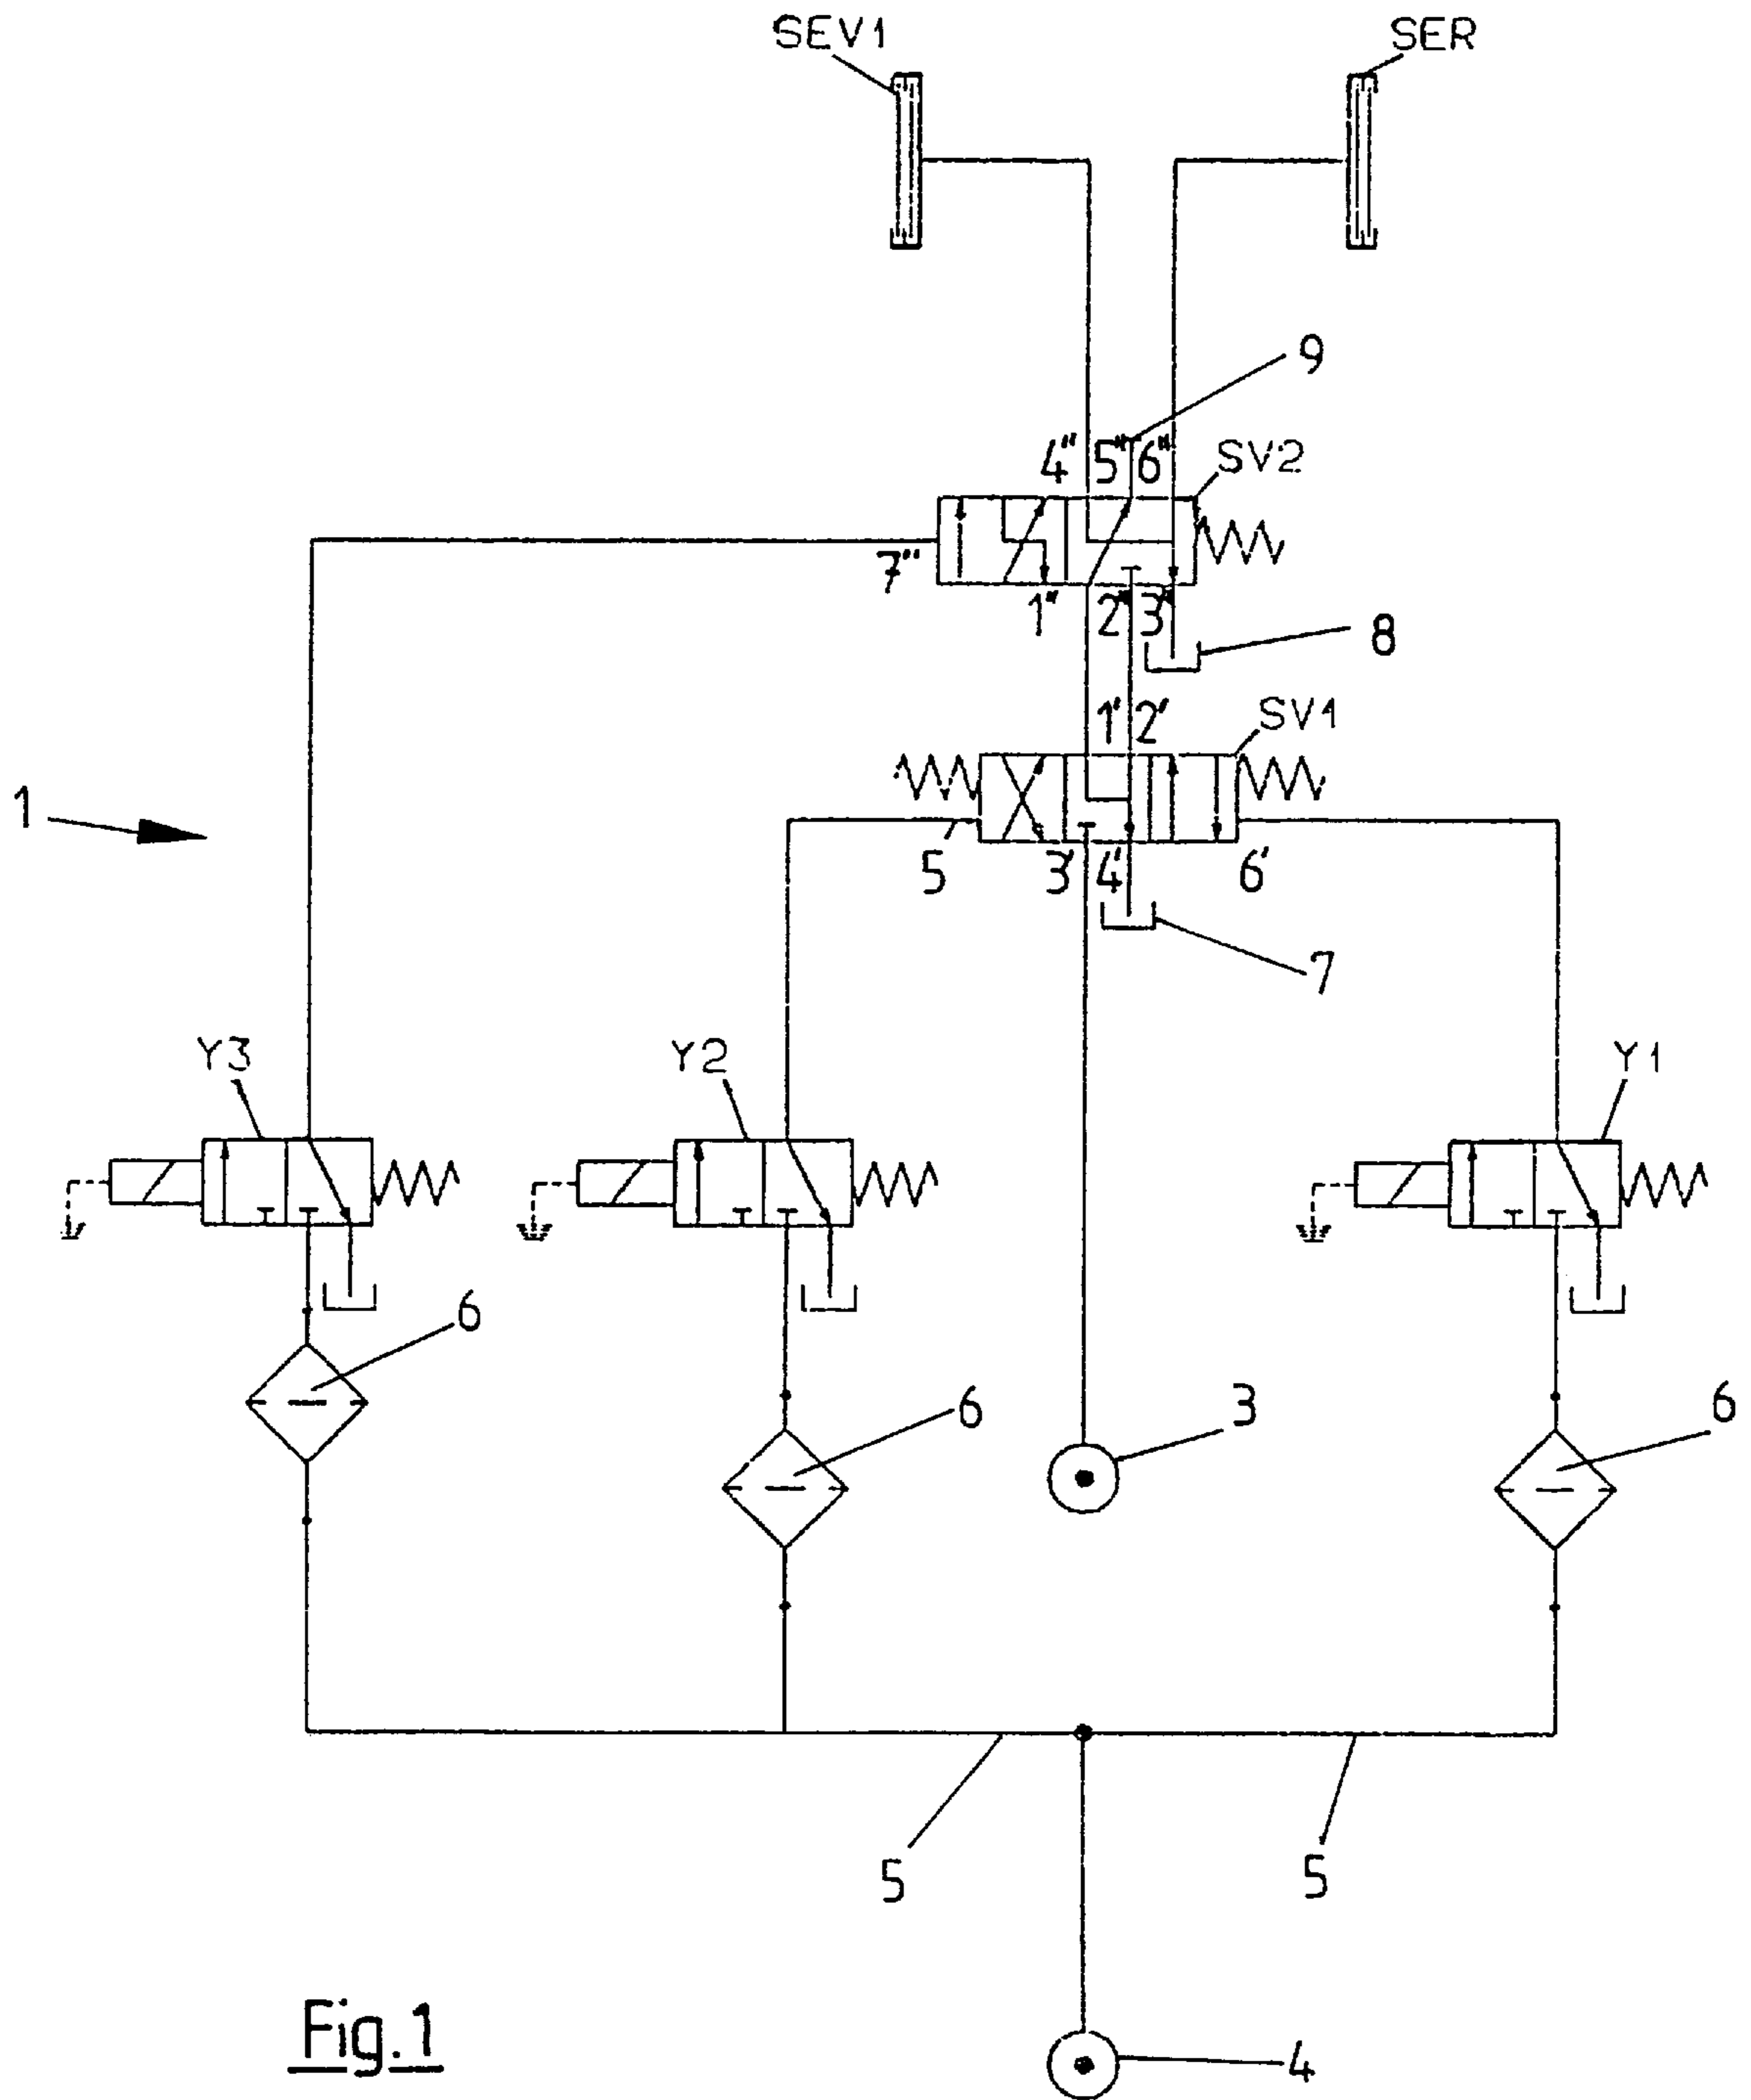 SEV1 SER
9
4" 5" 6" SV2
7"
1" 2" 3"
8
1' 2' SV1
1
5 3' 4' 6'
7
Y3 Y2 Y1
6
6 3 6
5 5
Fig.1
4